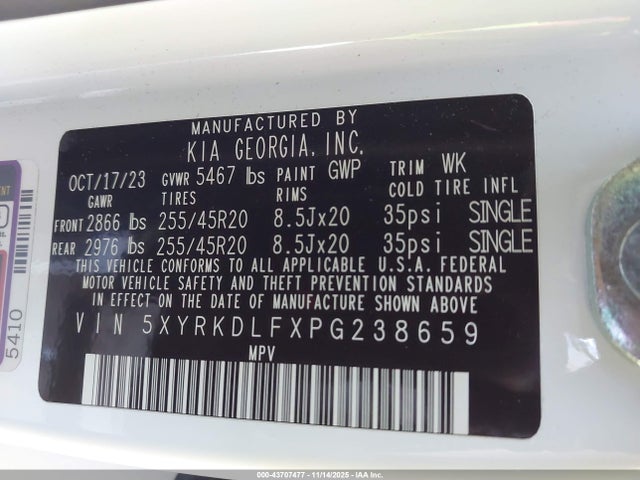 MANUFACTURED BY
KIA GEORGIA, INC.
OCT/17/23 GVWR 5467 lbs PAINT GWP TRIM WK
GAWR TIRES RIMS COLD TIRE INFL
FRONT 2866 lbs 255/45R20 8.5Jx20 35psi SINGLE
REAR 2976 lbs 255/45R20 8.5Jx20 35psi SINGLE
THIS VEHICLE CONFORMS TO ALL APPLICABLE U.S.A. FEDERAL
MOTOR VEHICLE SAFETY AND THEFT PREVENTION STANDARDS
IN EFFECT ON THE DATE OF MANUFACTURE SHOWN ABOVE
VIN 5XYRKDLFXPG238659
MPV
5410
000-43707477 - 11/14/2025 - IAA Inc.